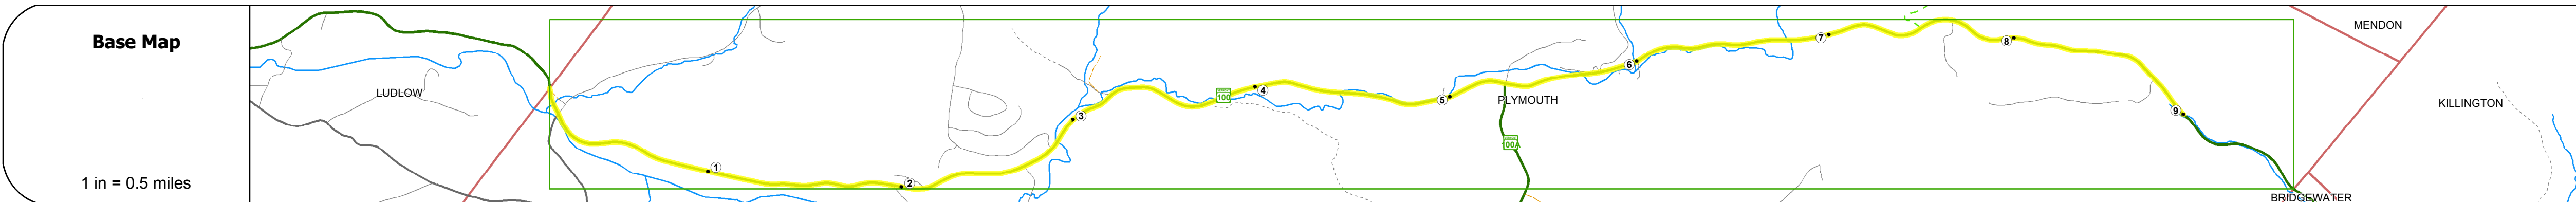 Base Map
1 in = 0.5 miles
LUDLOW
1
2
3
100
4
5
PLYMOUTH
100A
6
7
8
9
MENDON
KILLINGTON
BRIDGEWATER